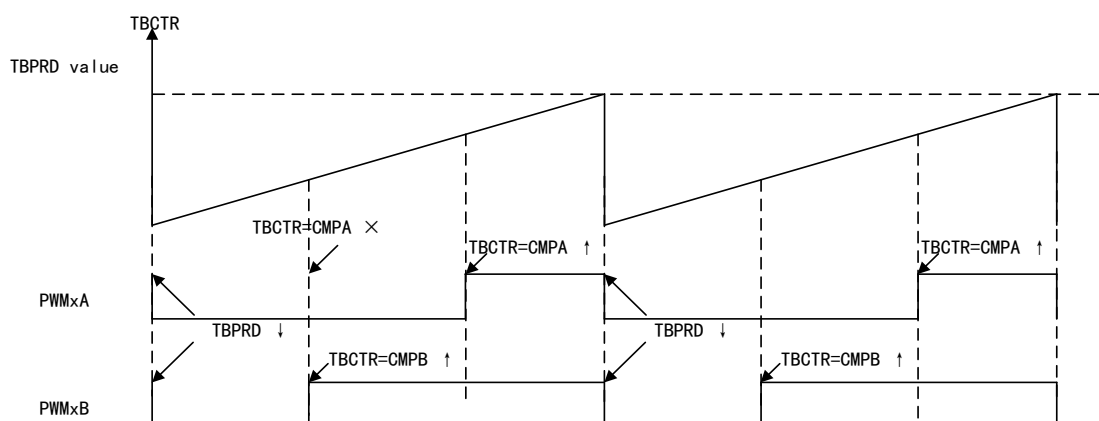 TBCTR
TBPRD value
TBCTR=CMPA ×
TBCTR=CMPA ↑
TBCTR=CMPA ↑
PWMxA
TBPRD ↓
TBPRD ↓
TBCTR=CMPB ↑
TBCTR=CMPB ↑
PWMxB